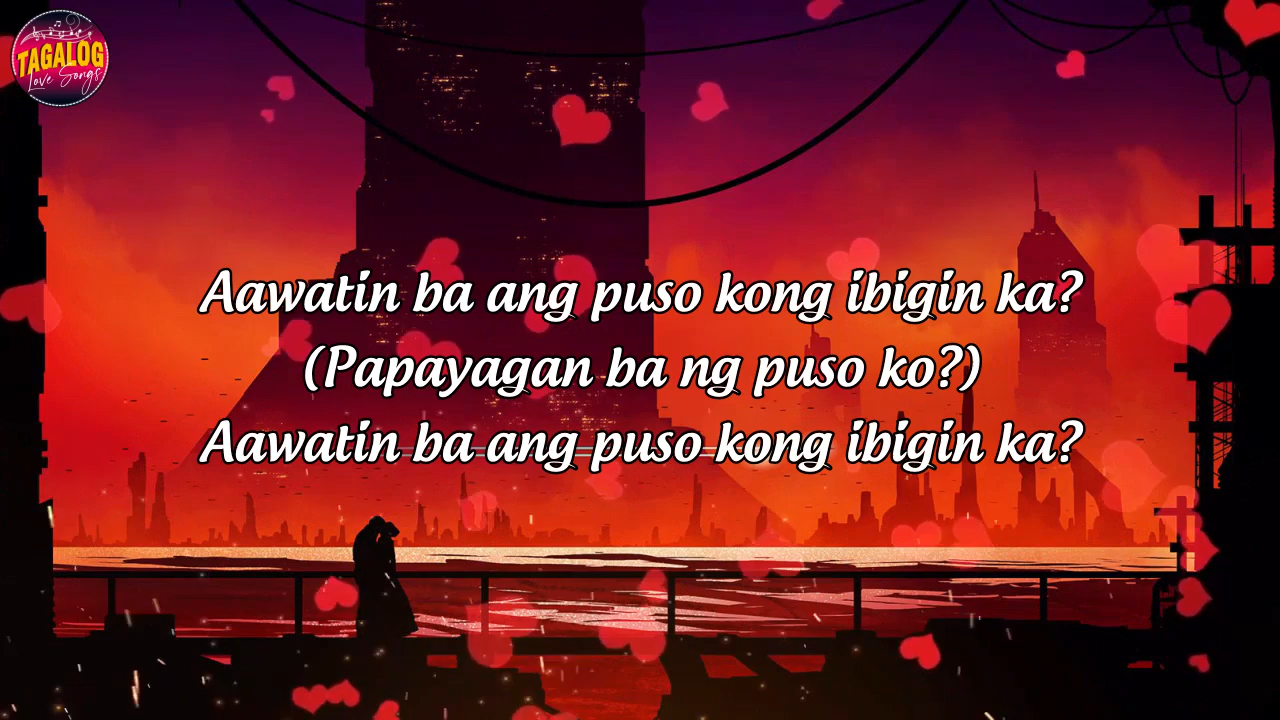 TAGALOG
Love Songs
Aawatin ba ang puso kong ibigin ka?
(Papayagan ba ng puso ko?)
Aawatin ba ang puso kong ibigin ka?